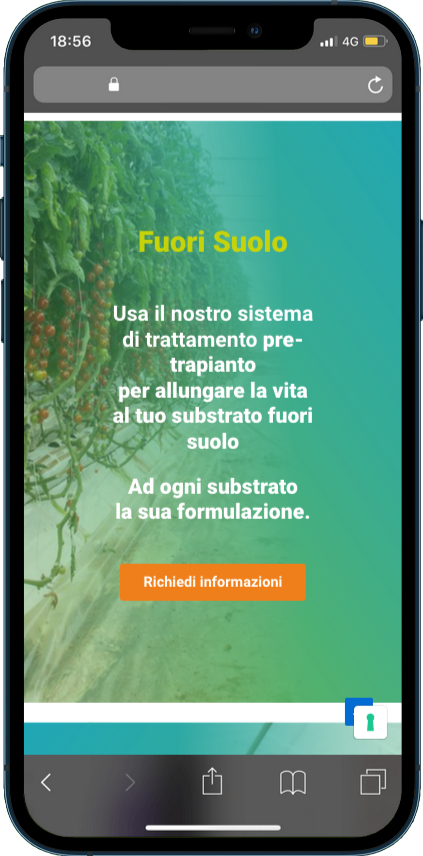 18:56
4G
Fuori Suolo
Usa il nostro sistema
di trattamento pre-
trapianto
per allungare la vita
al tuo substrato fuori
suolo
Ad ogni substrato
la sua formulazione.
Richiedi informazioni